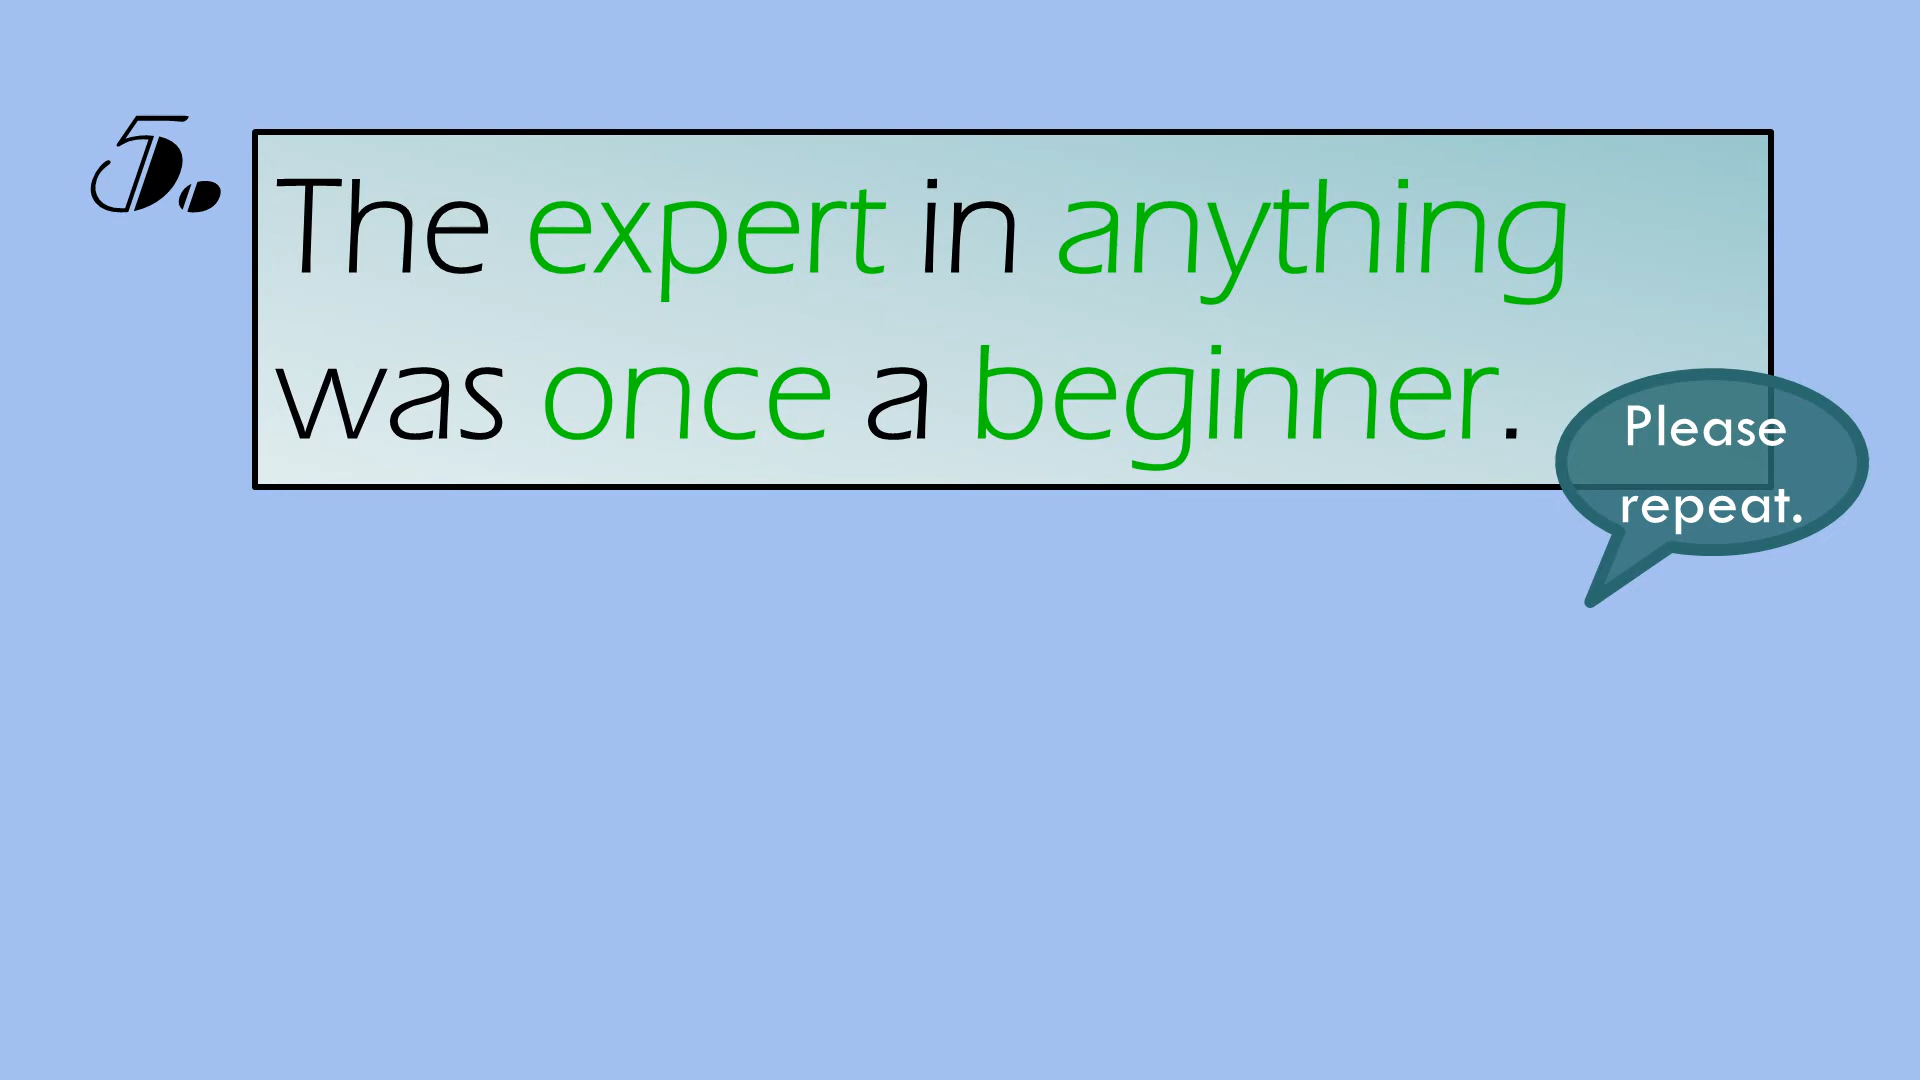 5.
The expert in anything
was once a beginner.
Please
repeat.